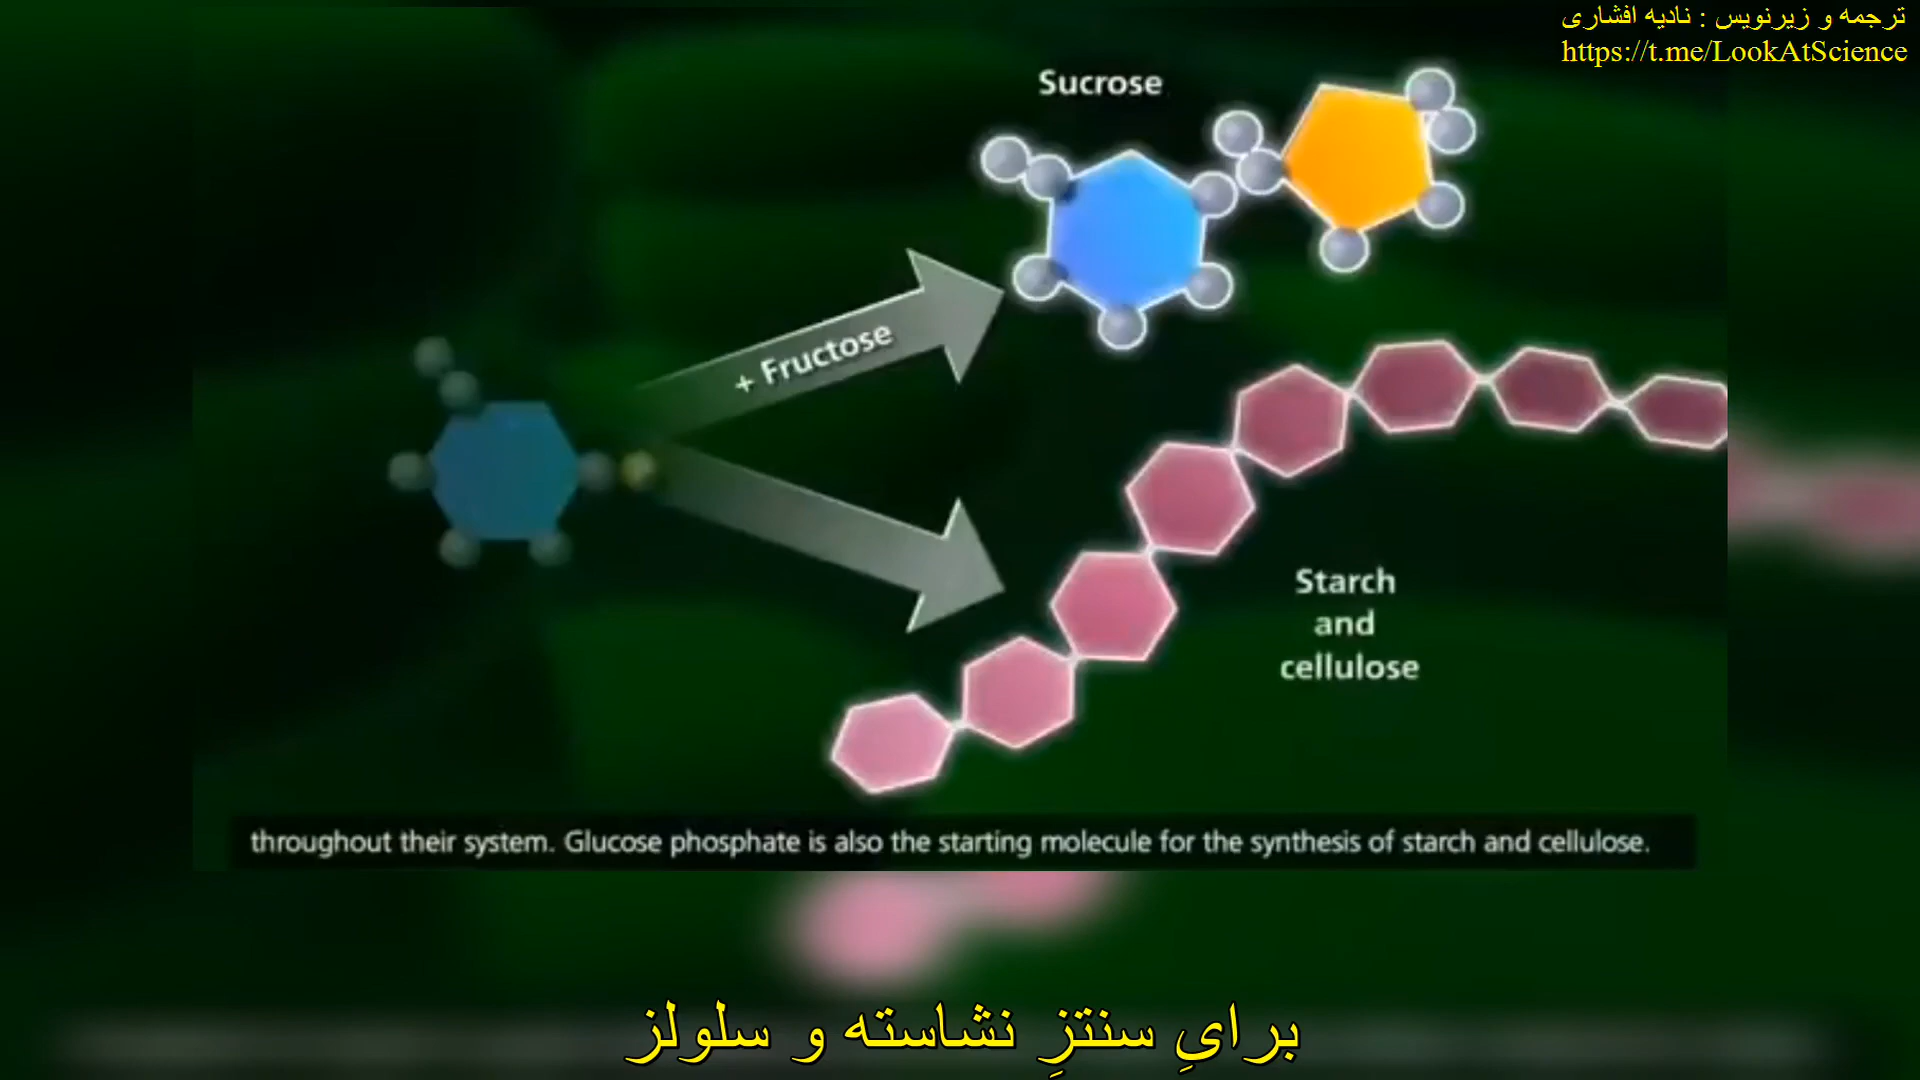 ترجمه و زیرنویس : نادیه افشاری
https://t.me/LookAtScience
Sucrose
+ Fructose
Starch
and
cellulose
throughout their system. Glucose phosphate is also the starting molecule for the synthesis of starch and cellulose.
برایِ سنتزِ نشاسته و سلولز